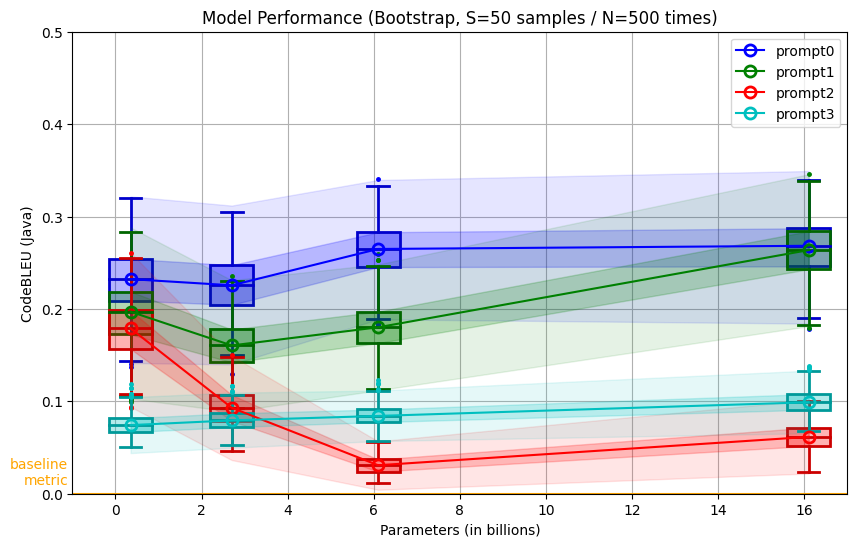 Model Performance (Bootstrap, S=50 samples / N=500 times)
prompt0
prompt1
prompt2
prompt3
CodeBLEU (Java)
0.5
0.4
0.3
0.2
0.1
0.0
baseline
metric
0
2
4
6
8
10
12
14
16
Parameters (in billions)